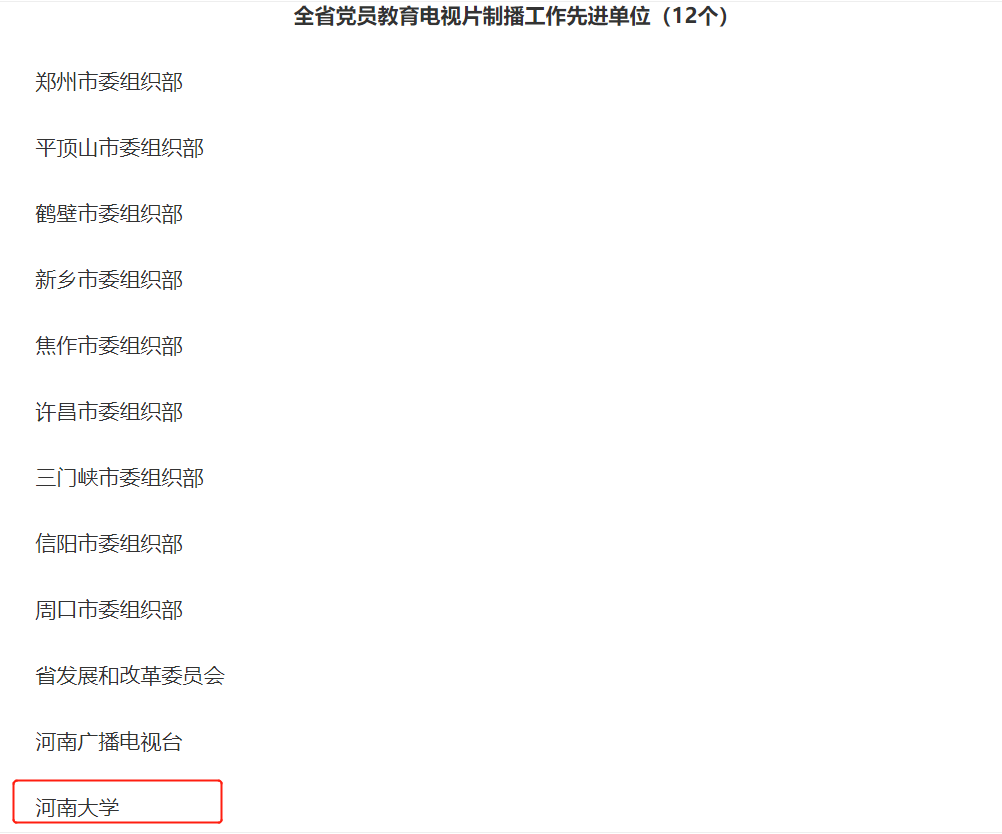 全省党员教育电视片制播工作先进单位（12个）
郑州市委组织部
平顶山市委组织部
鹤壁市委组织部
新乡市委组织部
焦作市委组织部
许昌市委组织部
三门峡市委组织部
信阳市委组织部
周口市委组织部
省发展和改革委员会
河南广播电视台
河南大学